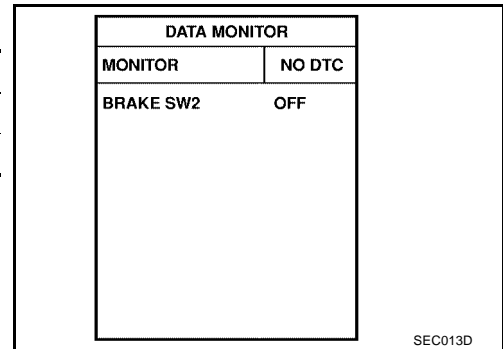 DATA MONITOR
MONITOR NO DTC
BRAKE SW2 OFF
SEC013D